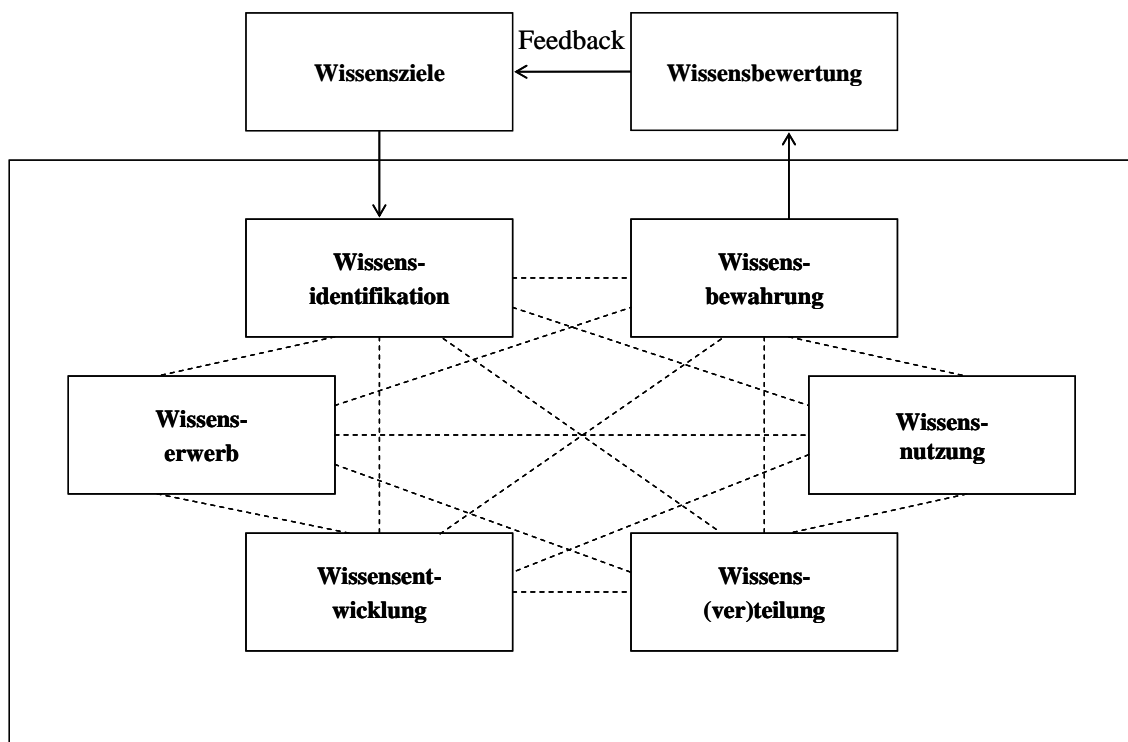 Feedback
Wissensziele
Wissensbewertung
Wissens-
identifikation
Wissens-
bewahrung
Wissens-
erwerb
Wissens-
nutzung
Wissensent-
wicklung
Wissens-
(ver)teilung